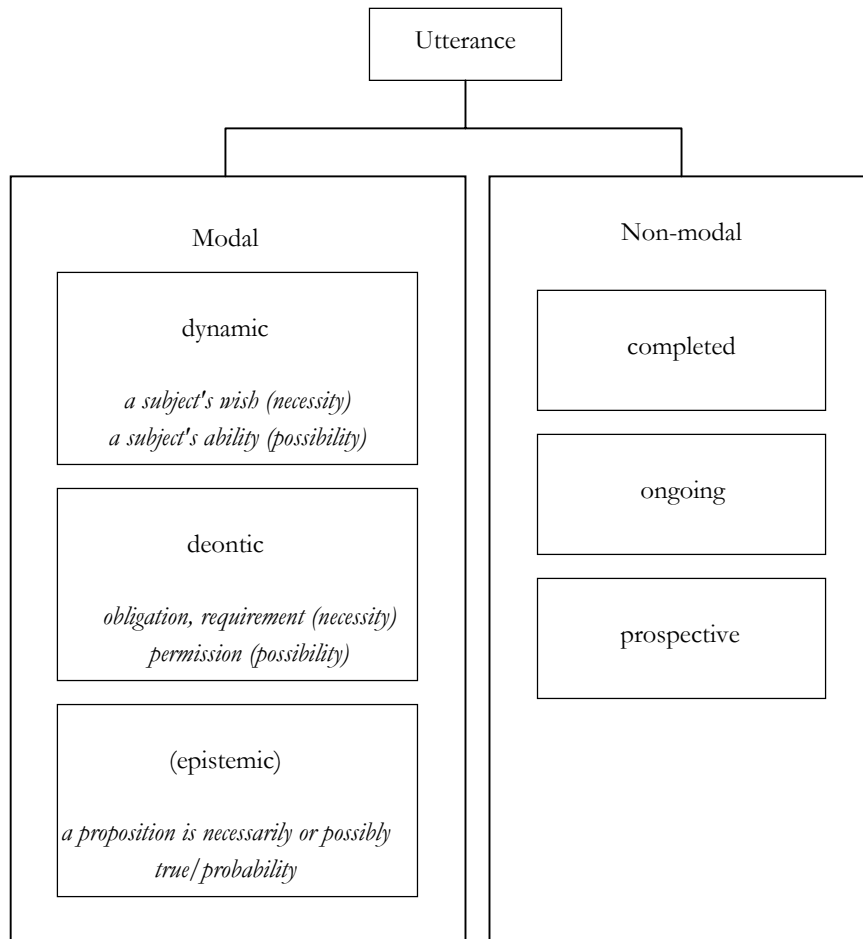 Utterance
Modal
dynamic
a subject's wish (necessity)
a subject's ability (possibility)
deontic
obligation, requirement (necessity)
permission (possibility)
(epistemic)
a proposition is necessarily or possibly
true/probability
Non-modal
completed
ongoing
prospective